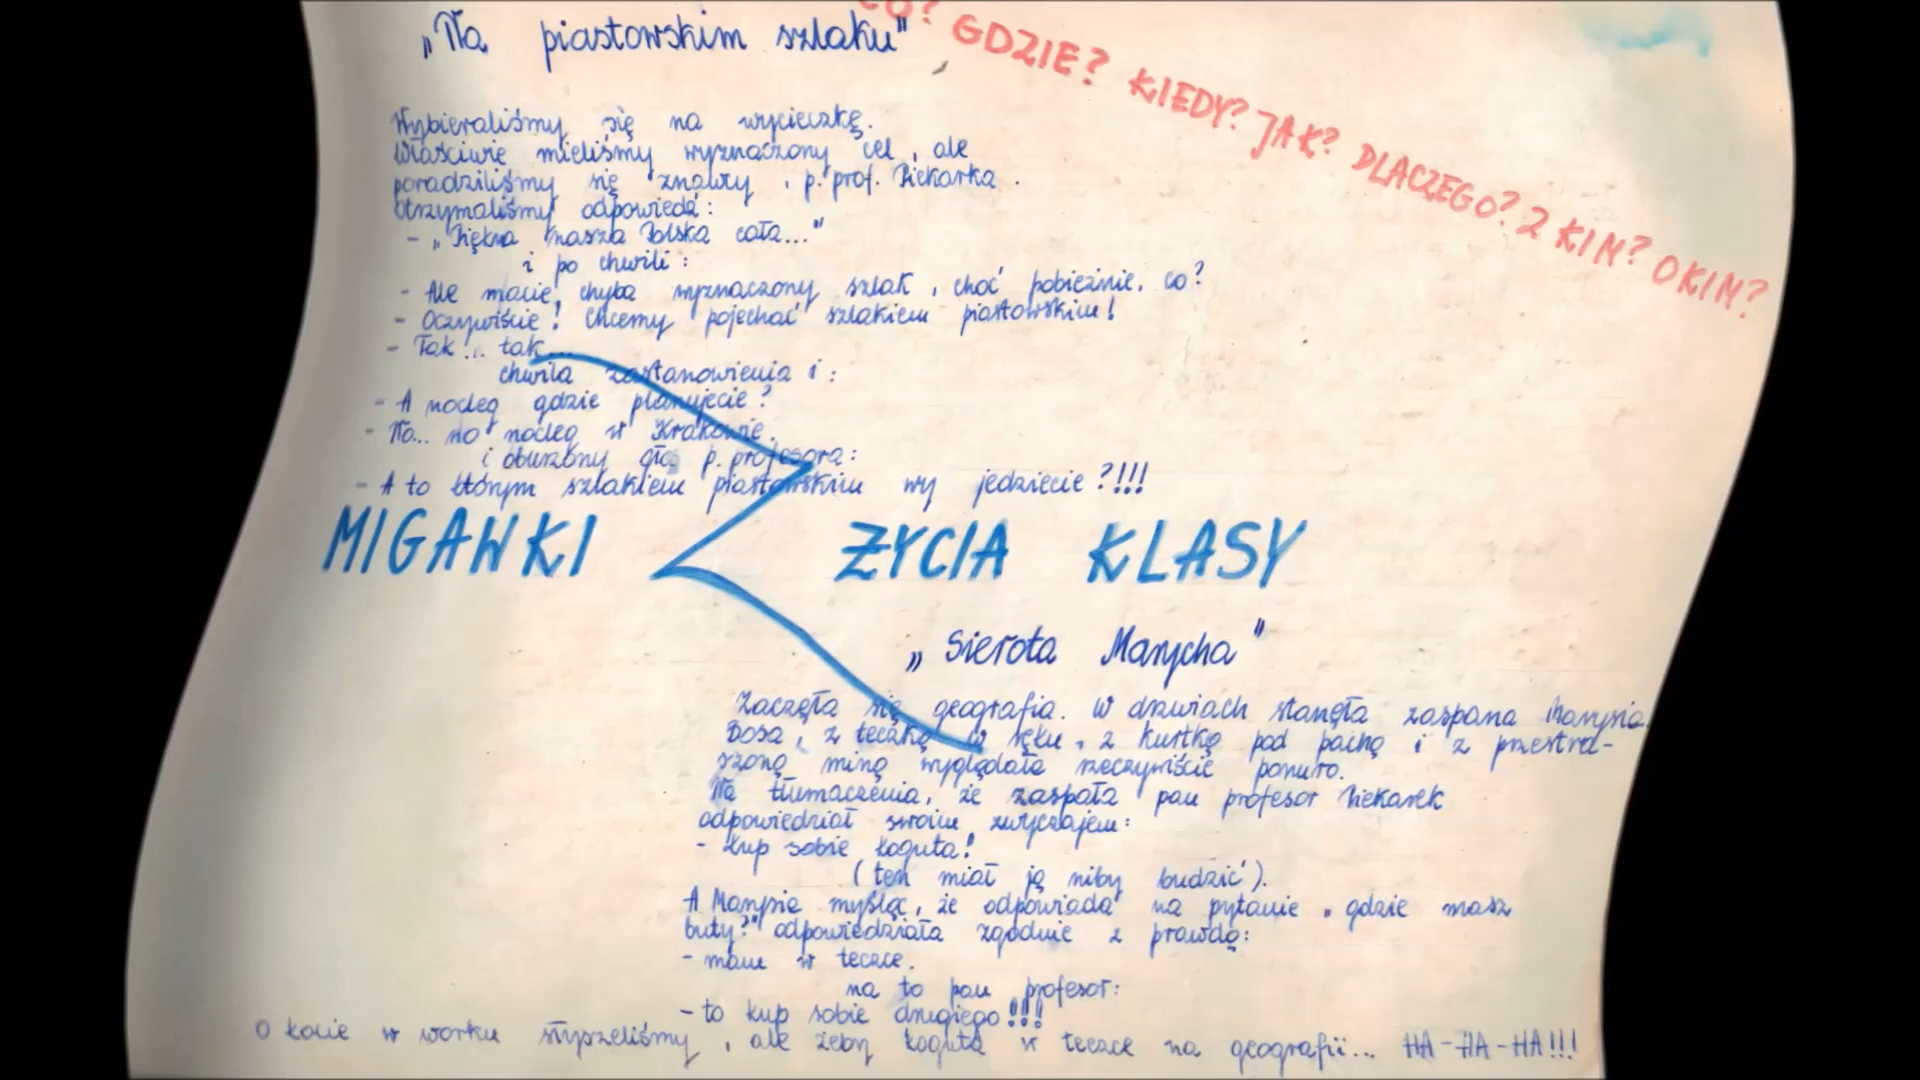 „Na piastowskim szlaku"
CO? GDZIE? KIEDY? JAK? DLACZEGO? Z KIM? O KIM?
Wybieraliśmy się na wycieczkę.
Właściwie mieliśmy wyznaczony cel, ale
poradziliśmy się znawcy, p. prof. Piekarka.
Otrzymaliśmy odpowiedź:
- „Piękna nasza Polska cała..."
i po chwili:
- Ale macie chyba wyznaczony szlak, choć pobieżnie, co?
- Oczywiście! Chcemy pojechać szlakiem piastowskim!
- Tak... tak...
chwila zastanowienia i:
- A nocleg gdzie planujecie?
- No... no nocleg w Krakowie.
i oburzony głos p. profesora:
- A to którym szlakiem piastowskim wy jedziecie?!!!
MIGAWKI Z ŻYCIA KLASY
„Sierota Marycha"
Zaczęła się geografia. W drzwiach stanęła zaspana Marysia
Bosa, z teczką w ręku, z kurtką pod pachą i z przestra-
szoną miną wyglądała rzeczywiście ponuro.
Na tłumaczenia, że zaspała pan profesor Piekarek
odpowiedział swoim zwyczajem:
- Kup sobie koguta!
(ten miał ją niby budzić).
A Marysia myśląc, że odpowiada na pytanie „gdzie masz
buty?" odpowiedziała zgodnie z prawdą:
- mam w teczce.
na to pan profesor:
- to kup sobie drugiego!!!
O kocie w worku słyszeliśmy, ale żeby koguta w teczce na geografii... HA-HA-HA!!!